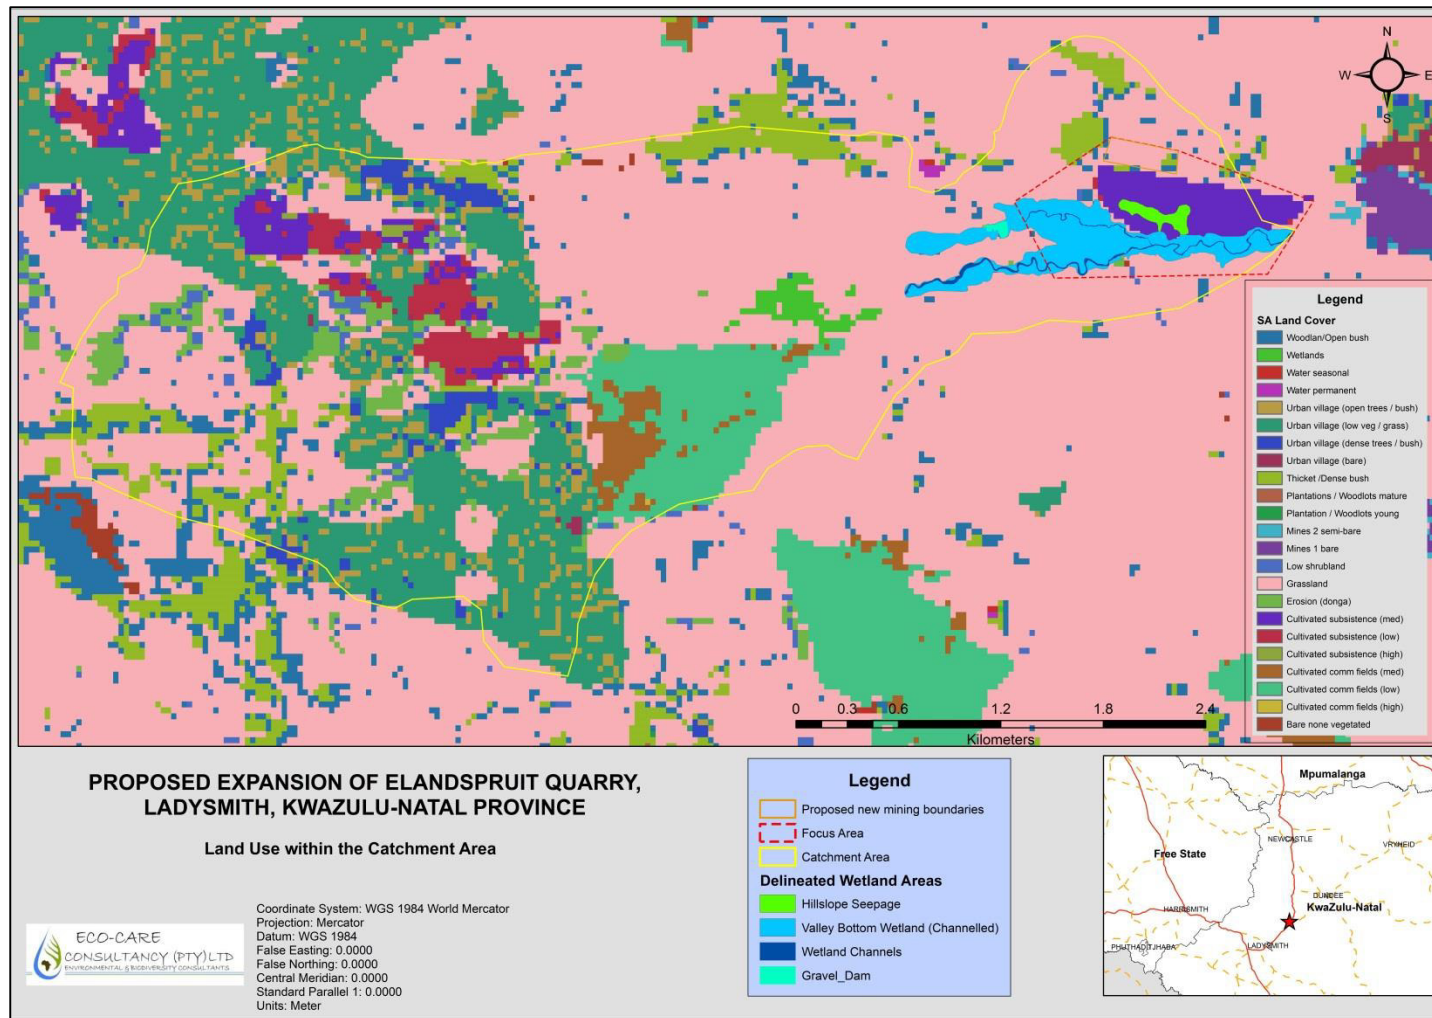 N
W
E
S
Legend
SA Land Cover
Woodlan/Open bush
Wetlands
Water seasonal
Water permanent
Urban village (open trees / bush)
Urban village (low veg / grass)
Urban village (dense trees / bush)
Urban village (bare)
Thicket /Dense bush
Plantations / Woodlots mature
Plantation / Woodlots young
Mines 2 semi-bare
Mines 1 bare
Low shrubland
Grassland
Erosion (donga)
Cultivated subsistence (med)
Cultivated subsistence (low)
Cultivated subsistence (high)
Cultivated comm fields (med)
Cultivated comm fields (low)
Cultivated comm fields (high)
Bare none vegetated
0 0.3 0.6 1.2 1.8 2.4
Kilometers
PROPOSED EXPANSION OF ELANDSPRUIT QUARRY,
LADYSMITH, KWAZULU-NATAL PROVINCE
Land Use within the Catchment Area
ECO-CARE
CONSULTANCY (PTY)LTD
ENVIRONMENTAL & BIODIVERSITY CONSULTANTS
Coordinate System: WGS 1984 World Mercator
Projection: Mercator
Datum: WGS 1984
False Easting: 0.0000
False Northing: 0.0000
Central Meridian: 0.0000
Standard Parallel 1: 0.0000
Units: Meter
Legend
Proposed new mining boundaries
Focus Area
Catchment Area
Delineated Wetland Areas
Hillslope Seepage
Valley Bottom Wetland (Channelled)
Wetland Channels
Gravel_Dam
Mpumalanga
NEWCASTLE
VRYHEID
Free State
DUNDEE
HARRISMITH
KwaZulu-Natal
LADYSMITH
PHUTHADITJHABA